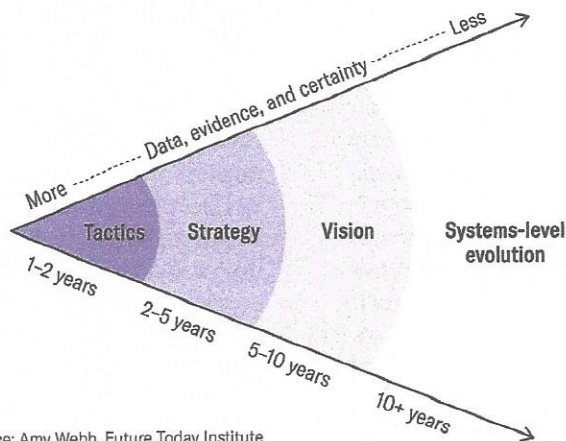 More ------ Data, evidence, and certainty ------ Less
Tactics
Strategy
Vision
Systems-level
evolution
1–2 years
2–5 years
5–10 years
10+ years
Amy Webb, Future Today Institute